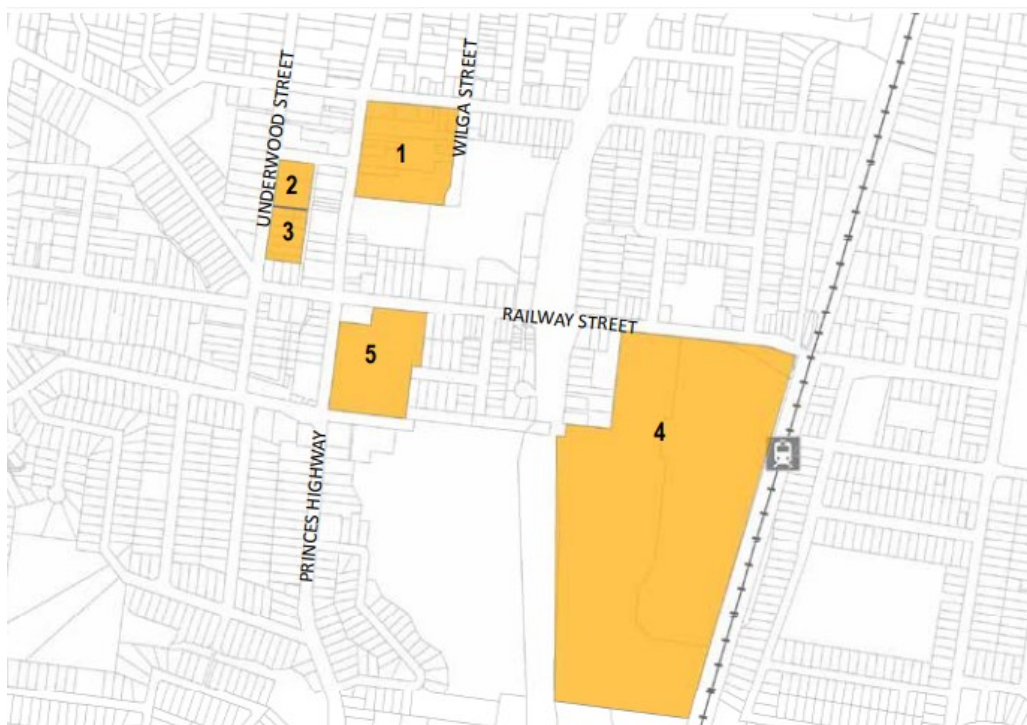 UNDERWOOD STREET
WILGA STREET
1
2
3
RAILWAY STREET
5
4
PRINCES HIGHWAY